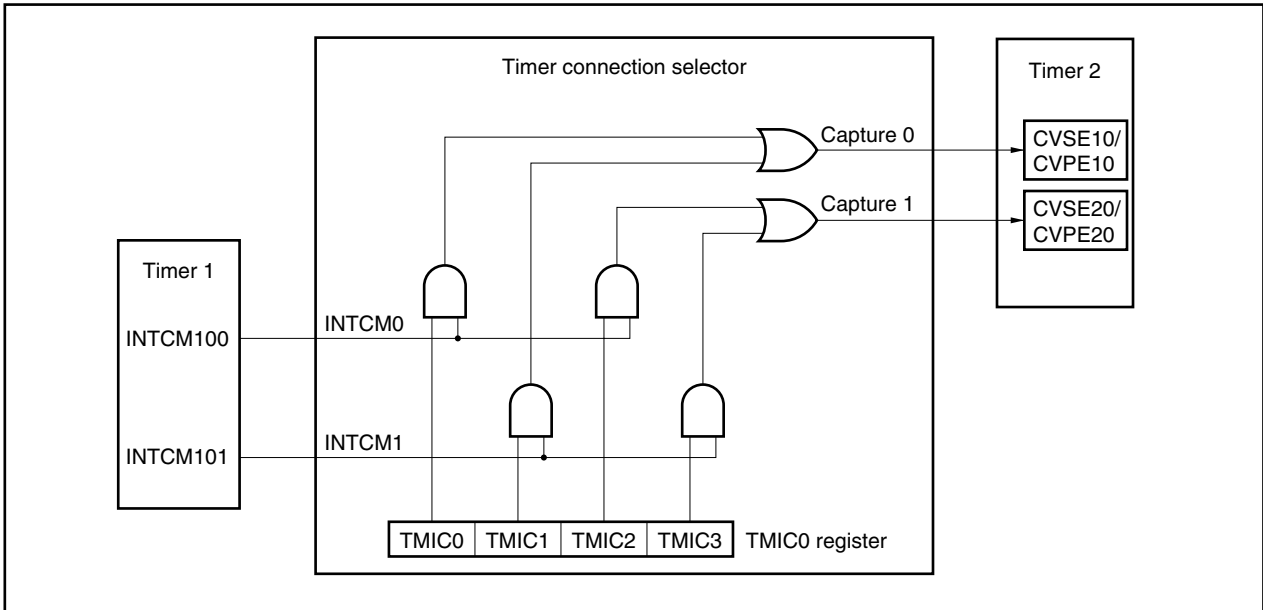 Timer connection selector
Timer 2
Capture 0
CVSE10/
CVPE10
Capture 1
CVSE20/
CVPE20
Timer 1
INTCM100
INTCM0
INTCM101
INTCM1
TMIC0 TMIC1 TMIC2 TMIC3 TMIC0 register